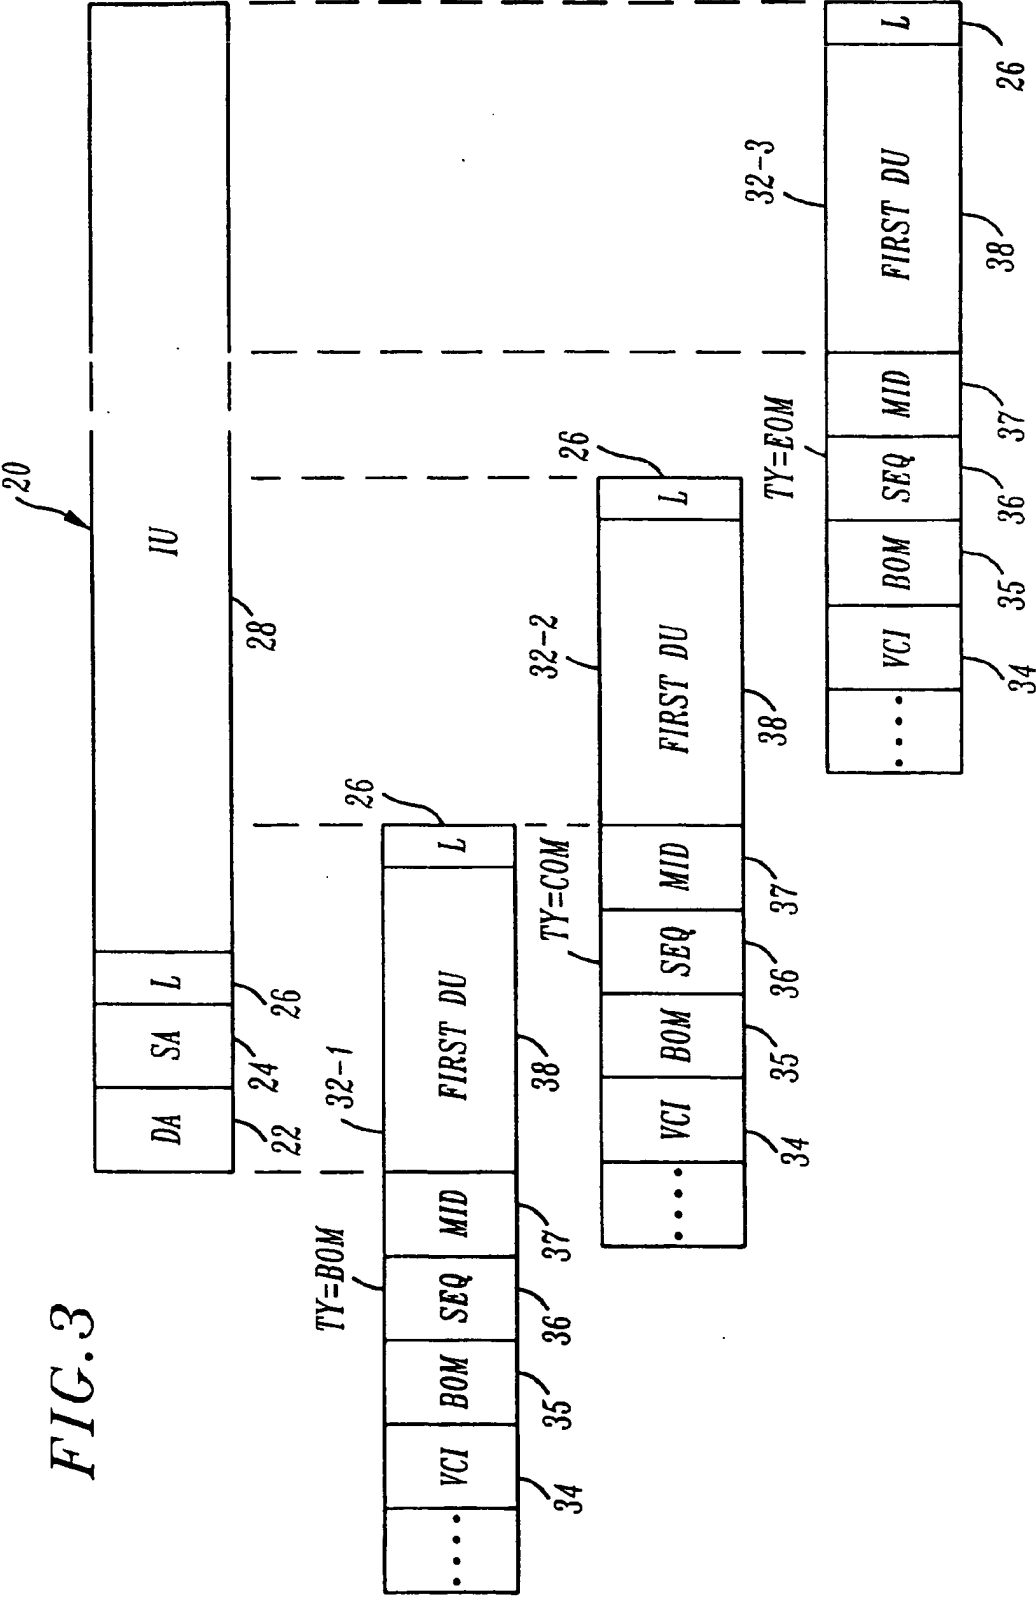 FIG.3
20
DA SA L IU
22 24 26 28
TY=BOM 32-1 26
.... VCI BOM SEQ MID FIRST DU L
34 35 36 37 38
TY=COM 32-2 26
.... VCI BOM SEQ MID FIRST DU L
34 35 36 37 38
TY=EOM 32-3
.... VCI BOM SEQ MID FIRST DU L
34 35 36 37 38 26